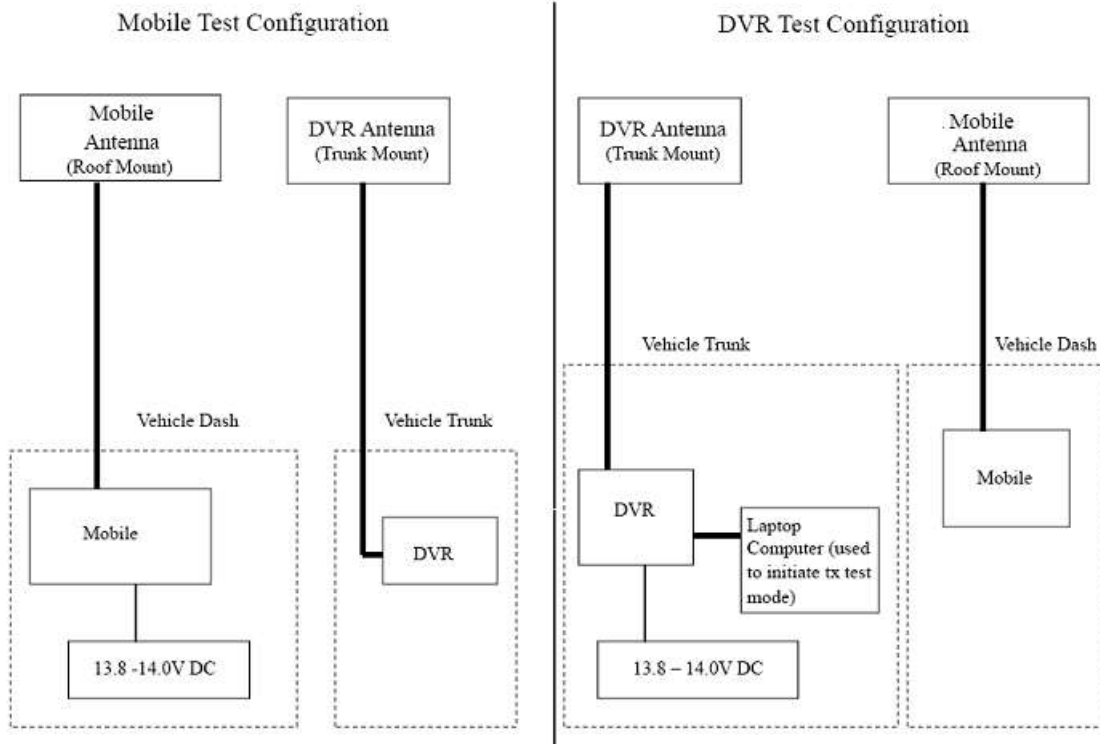 Mobile Test Configuration
Mobile
Antenna
(Roof Mount)
DVR Antenna
(Trunk Mount)
Vehicle Dash
Vehicle Trunk
Mobile
DVR
13.8 -14.0V DC
DVR Test Configuration
DVR Antenna
(Trunk Mount)
. Mobile
Antenna
(Roof Mount)
Vehicle Trunk
Vehicle Dash
DVR
Laptop
Computer (used
to initiate tx test
mode)
Mobile
13.8 – 14.0V DC